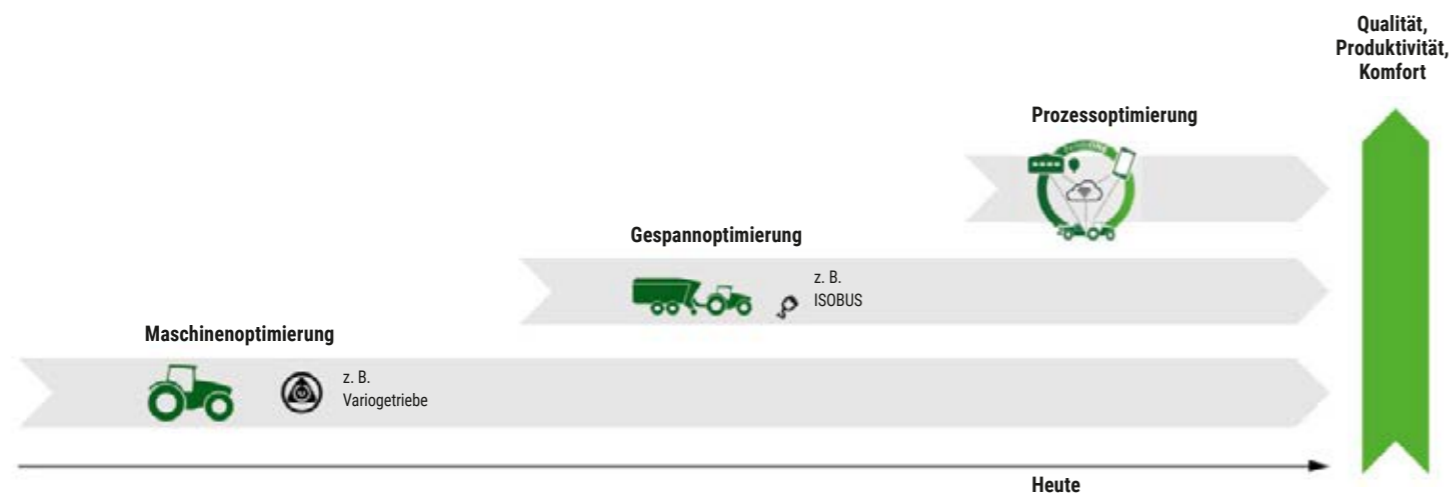 Qualität,
Produktivität,
Komfort
Prozessoptimierung
Gespannoptimierung
z. B.
ISOBUS
Maschinenoptimierung
z. B.
Variogetriebe
Heute